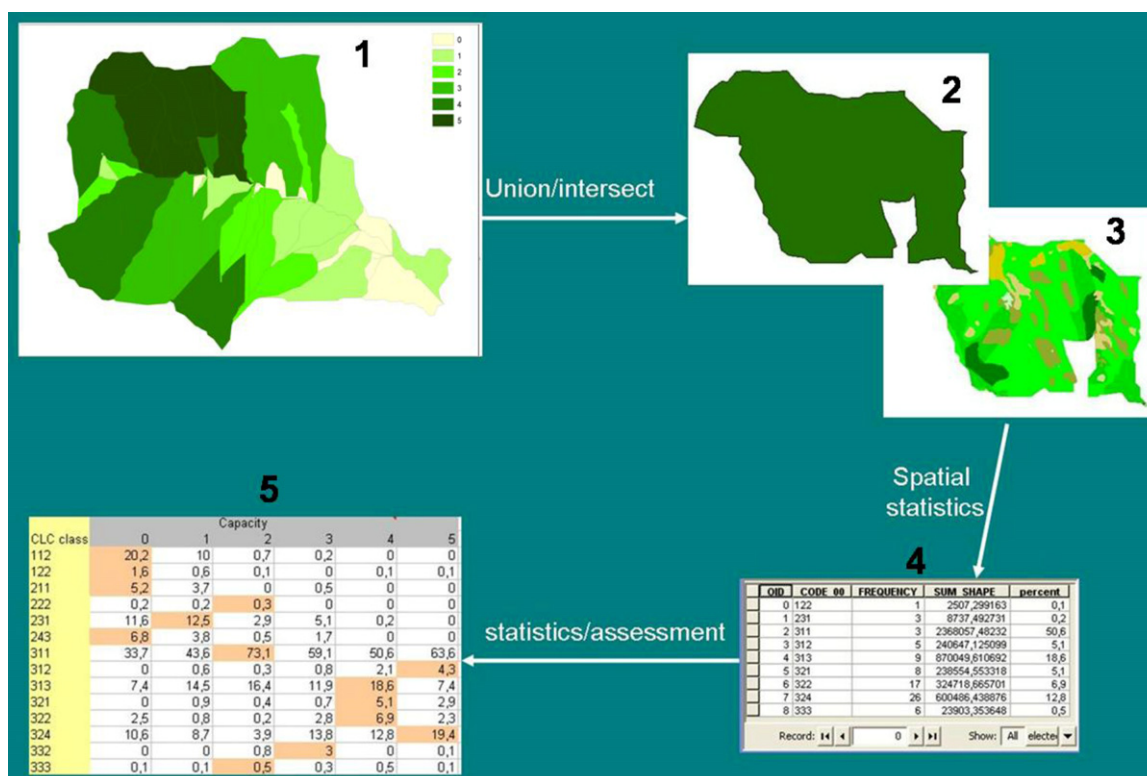 1
0
1
2
3
4
5
Union/intersect
2
3
Spatial
statistics
4
OID CODE_00 FREQUENCY SUM_SHAPE percent
0 122 1 2507,299163 0,1
1 231 3 8737,492731 0,2
2 311 3 2368057,48232 50,6
3 312 5 240647,125099 5,1
4 313 9 870049,610692 18,6
5 321 8 238554,553318 5,1
6 322 17 324718,665701 6,9
7 324 26 600486,438876 12,8
8 333 6 23903,353648 0,5
Record: 0 Show: All electe
statistics/assessment
5
Capacity
CLC class 0 1 2 3 4 5
112 20,2 10 0,7 0,2 0 0
122 1,6 0,6 0,1 0 0,1 0,1
211 5,2 3,7 0 0,5 0 0
222 0,2 0,2 0,3 0 0 0
231 11,6 12,5 2,9 5,1 0,2 0
243 6,8 3,8 0,5 1,7 0 0
311 33,7 43,6 73,1 59,1 50,6 63,6
312 0 0,6 0,3 0,8 2,1 4,3
313 7,4 14,5 16,4 11,9 18,6 7,4
321 0 0,9 0,4 0,7 5,1 2,9
322 2,5 0,8 0,2 2,8 6,9 2,3
324 10,6 8,7 3,9 13,8 12,8 19,4
332 0 0 0,8 3 0 0,1
333 0,1 0,1 0,5 0,3 0,5 0,1